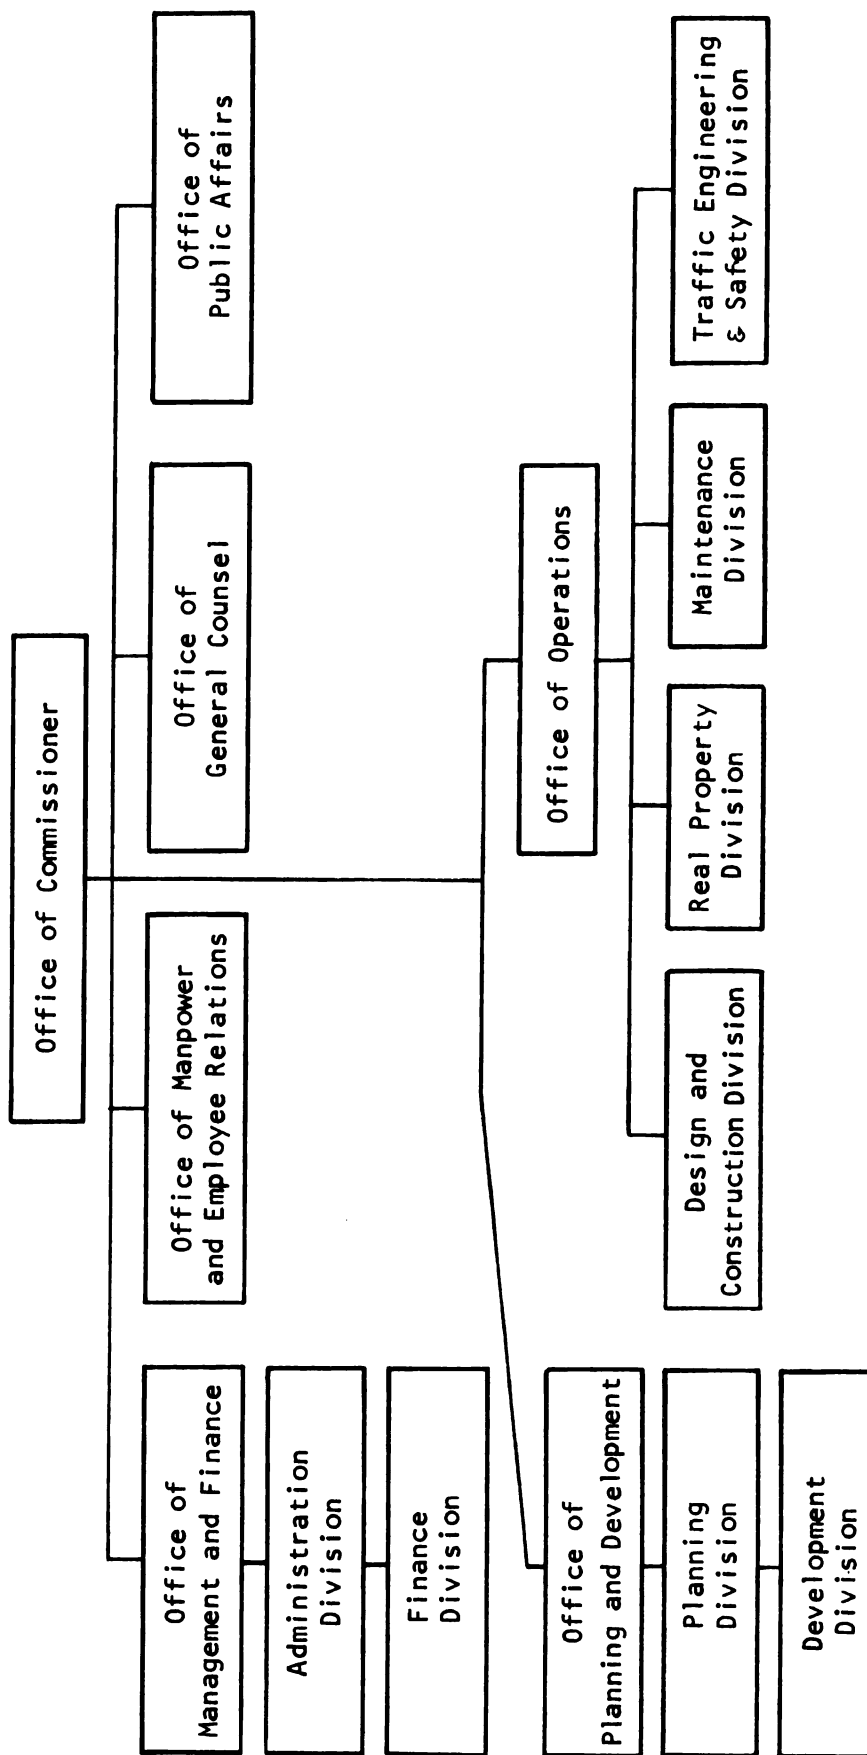 Office of Commissioner
Office of
Management and Finance
Office of Manpower
and Employee Relations
Office of
General Counsel
Office of
Public Affairs
Administration
Division
Finance
Division
Office of
Planning and Development
Office of Operations
Planning
Division
Development
Division
Design and
Construction Division
Real Property
Division
Maintenance
Division
Traffic Engineering
& Safety Division